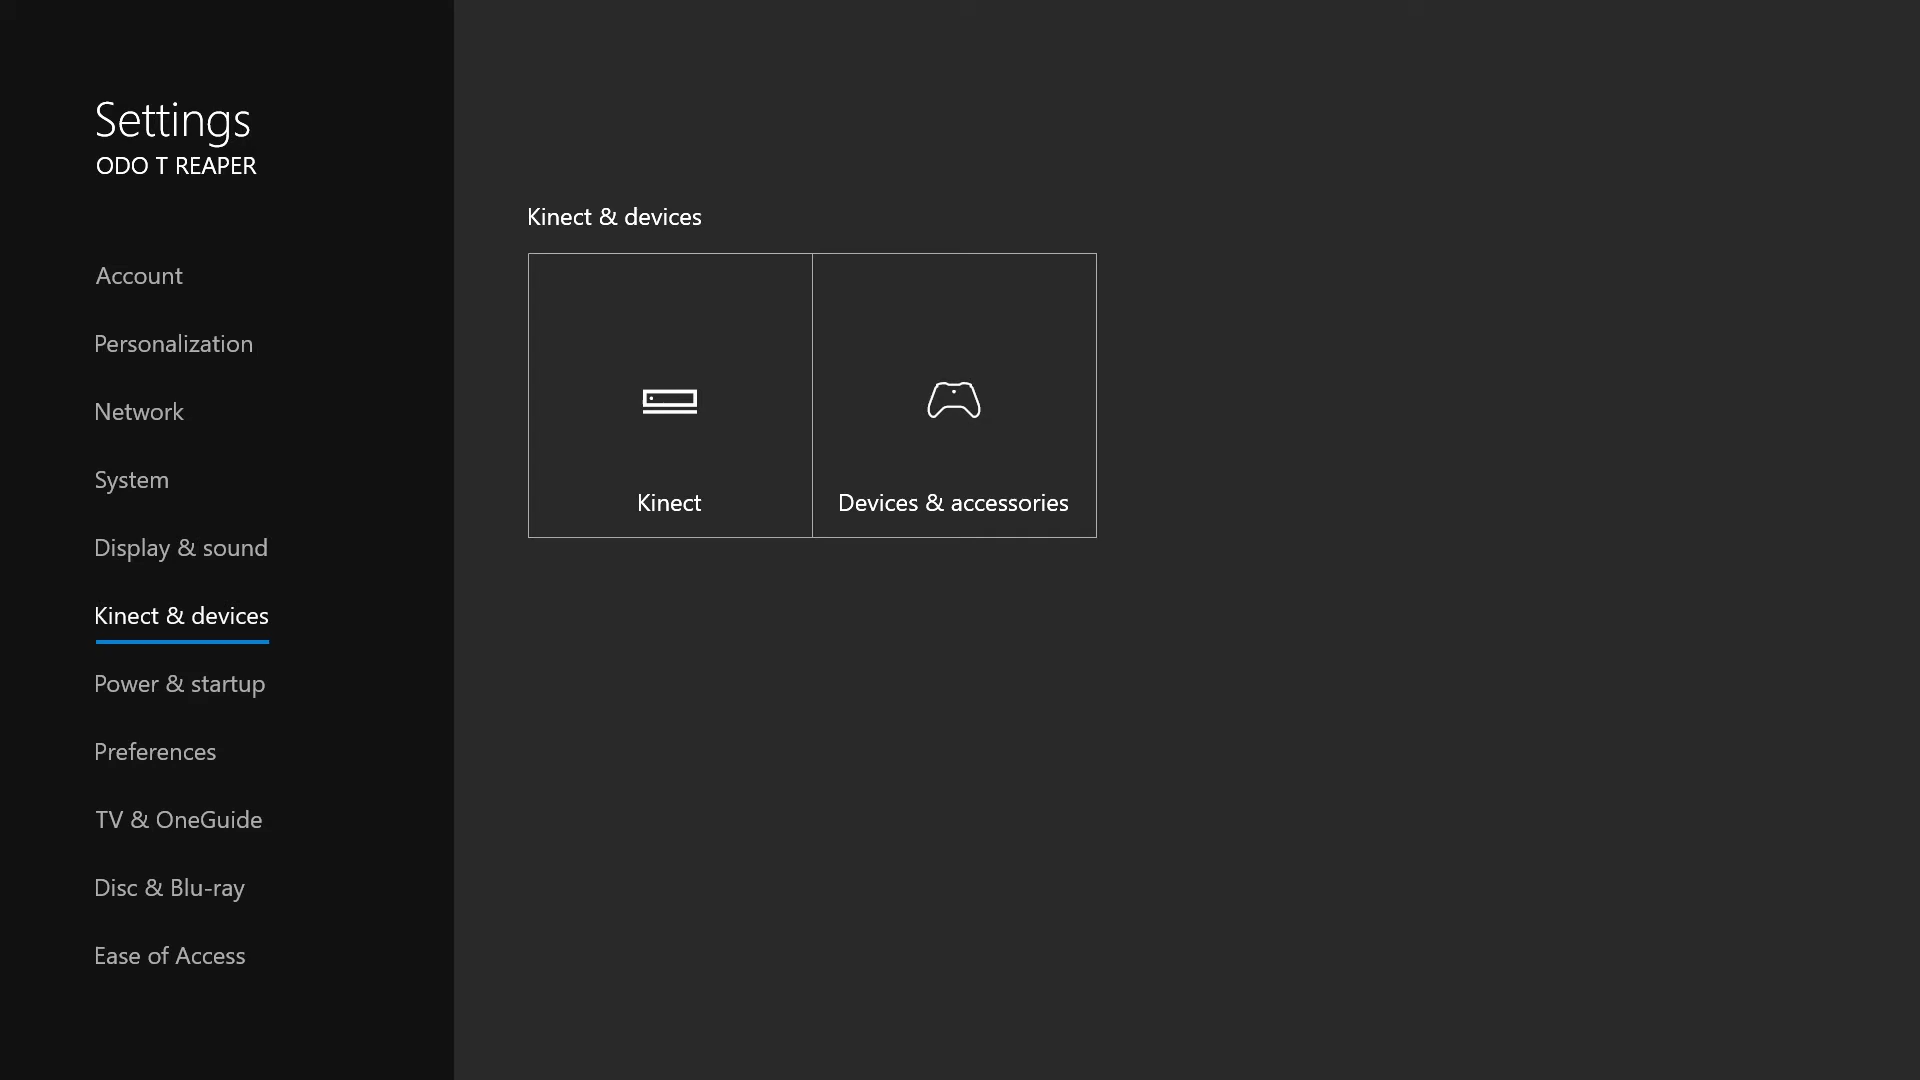 Settings
ODO T REAPER
Account
Personalization
Network
System
Display & sound
Kinect & devices
Power & startup
Preferences
TV & OneGuide
Disc & Blu-ray
Ease of Access
Kinect & devices
Kinect
Devices & accessories